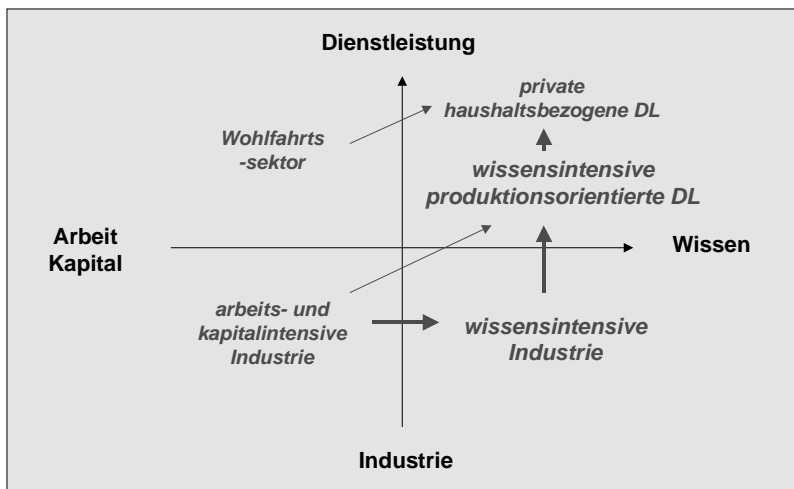 Dienstleistung
private
haushaltsbezogene DL
Wohlfahrts
-sektor
wissensintensive
produktionsorientierte DL
Arbeit
Kapital
Wissen
arbeits- und
kapitalintensive
Industrie
wissensintensive
Industrie
Industrie